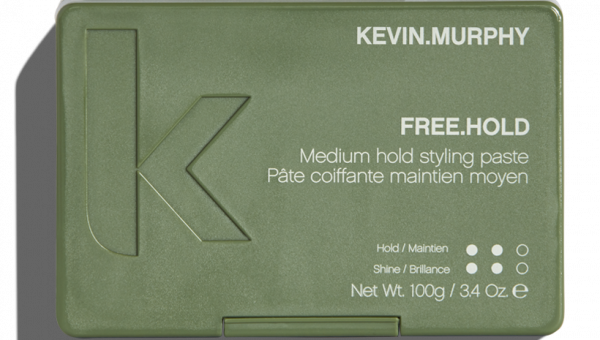 KEVIN.MURPHY
FREE.HOLD
Medium hold styling paste
Pâte coiffante maintien moyen
Hold / Maintien
Shine / Brillance
Net Wt. 100g / 3.4 Oz. ℮